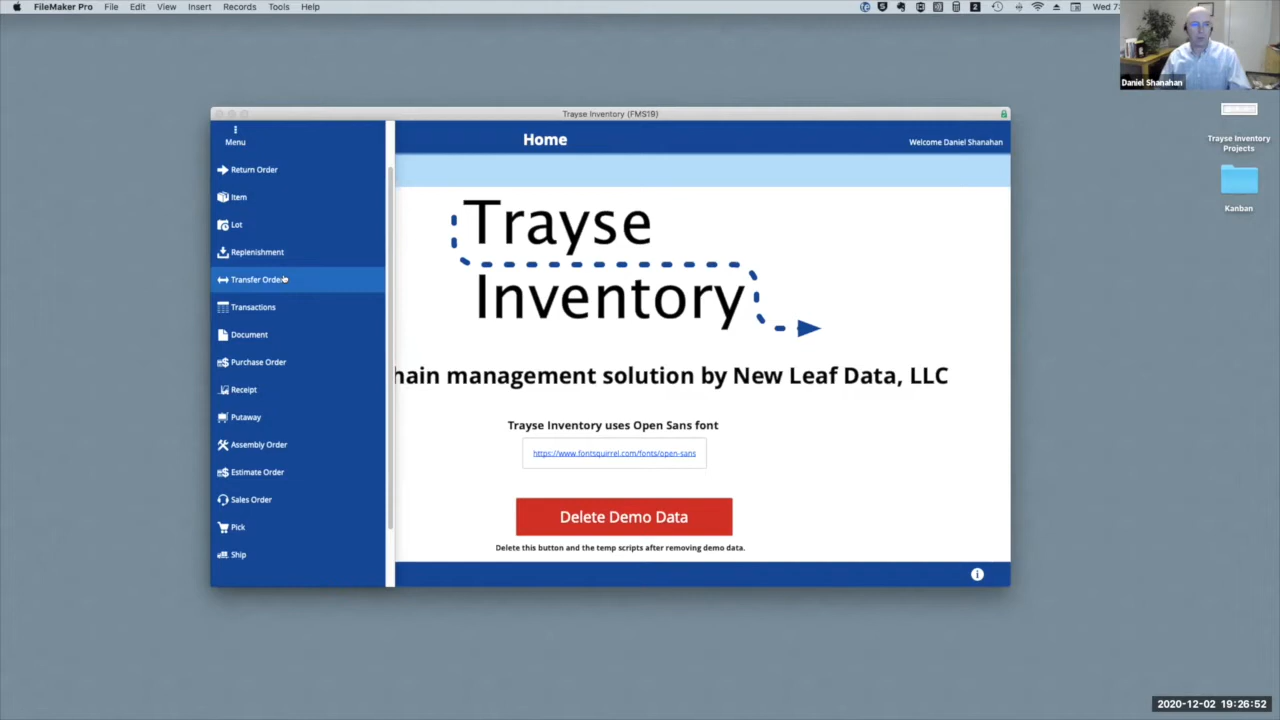 FileMaker Pro File Edit View Insert Records Tools Help
2
Wed 7:
Daniel Shanahan
Trayse Inventory (FMS19)
Menu
Home
Welcome Daniel Shanahan
Return Order
Item
Lot
Replenishment
Transfer Order
Transactions
Document
Purchase Order
Receipt
Putaway
Assembly Order
Estimate Order
Sales Order
Pick
Ship
Trayse
Inventory
hain management solution by New Leaf Data, LLC
Trayse Inventory uses Open Sans font
https://www.fontsquirrel.com/fonts/open-sans
Delete Demo Data
Delete this button and the temp scripts after removing demo data.
Trayse Inventory
Projects
Kanban
2020-12-02 19:26:52